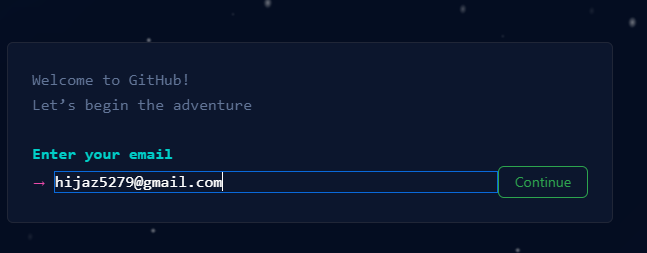 Welcome to GitHub!
Let’s begin the adventure
Enter your email
→ hijaz5279@gmail.com Continue